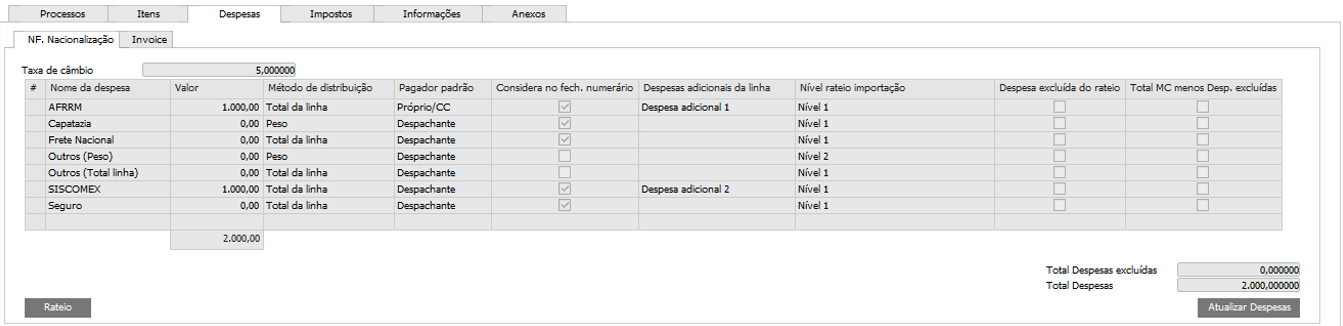 Processos Itens Despesas Impostos Informações Anexos
NF. Nacionalização Invoice
Taxa de câmbio 5,000000
# Nome da despesa Valor Método de distribuição Pagador padrão Considera no fech. numerário Despesas adicionais da linha Nível rateio importação Despesa excluída do rateio Total MC menos Desp. excluídas
AFRRM 1.000,00 Total da linha Próprio/CC Despesa adicional 1 Nível 1
Capatazia 0,00 Peso Despachante Nível 1
Frete Nacional 0,00 Total da linha Despachante Nível 1
Outros (Peso) 0,00 Peso Despachante Nível 2
Outros (Total linha) 0,00 Total da linha Despachante Nível 1
SISCOMEX 1.000,00 Total da linha Despachante Despesa adicional 2 Nível 1
Seguro 0,00 Total da linha Despachante Nível 1
2.000,00
Total Despesas excluídas 0,000000
Total Despesas 2.000,000000
Rateio Atualizar Despesas